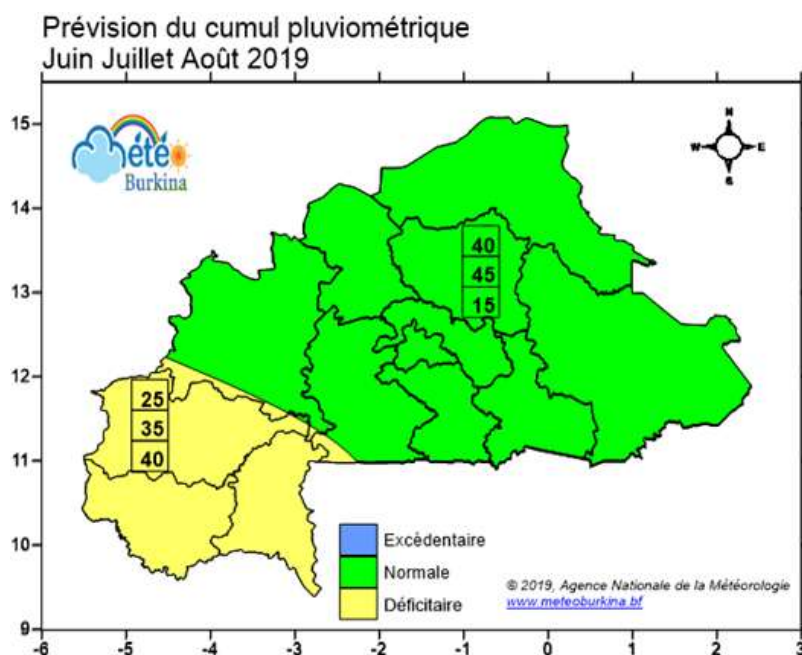 Prévision du cumul pluviométrique
Juin Juillet Août 2019
Météo
Burkina
N
W E
S
15
14
13
12
11
10
9
40
45
15
25
35
40
Excédentaire
Normale
Déficitaire
© 2019, Agence Nationale de la Météorologie
www.meteoburkina.bf
-6 -5 -4 -3 -2 -1 0 1 2 3